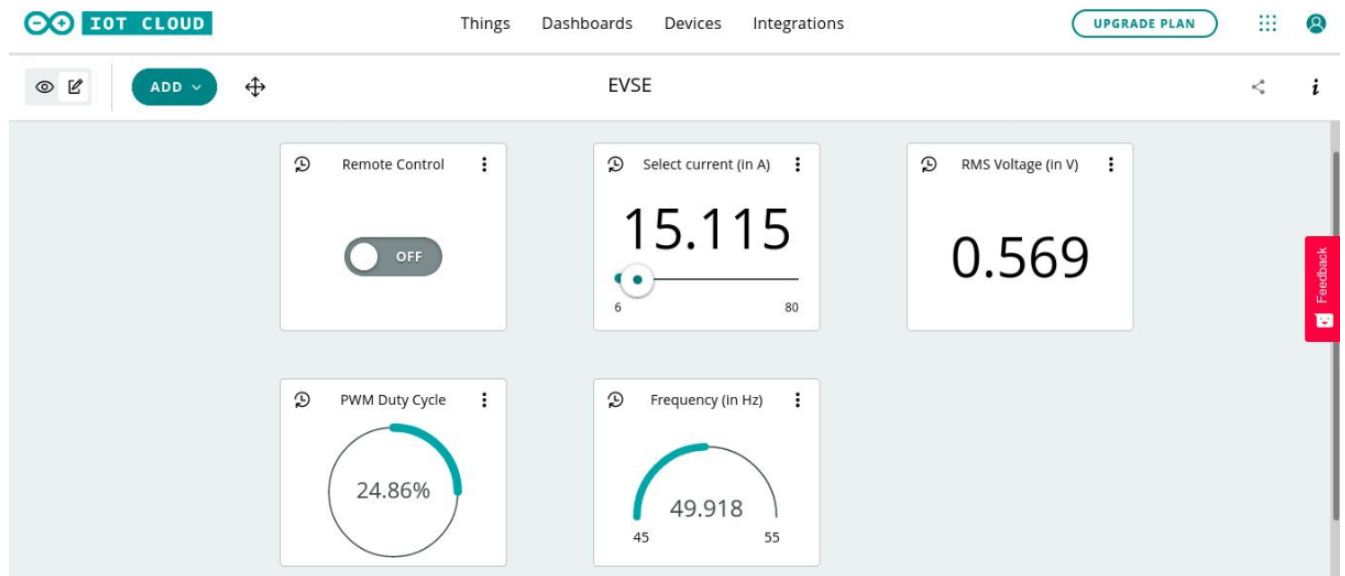 IOT CLOUD
Things Dashboards Devices Integrations
UPGRADE PLAN
ADD
EVSE
i
Remote Control
OFF
Select current (in A)
15.115
6 80
RMS Voltage (in V)
0.569
Feedback
PWM Duty Cycle
24.86%
Frequency (in Hz)
49.918
45 55